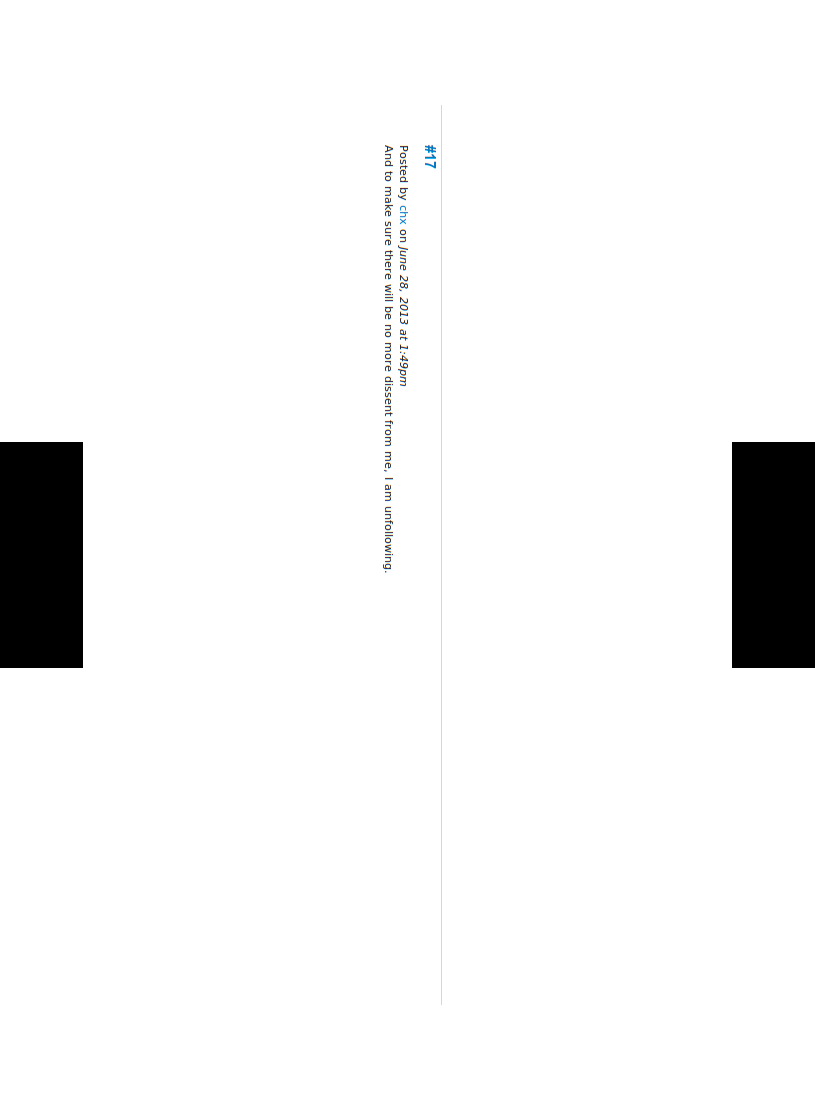 #17
Posted by chx on June 28, 2013 at 1:49pm
And to make sure there will be no more dissent from me, I am unfollowing.